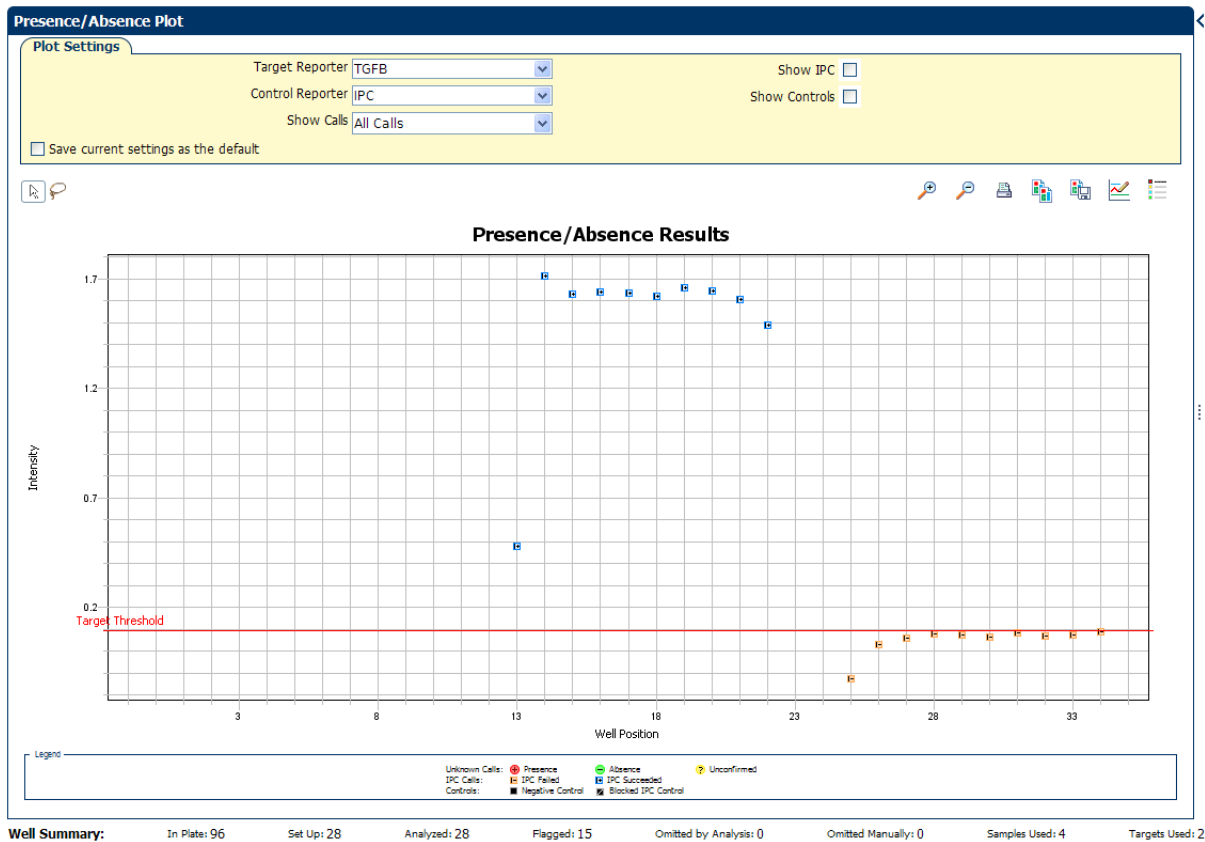 Presence/Absence Plot
Plot Settings
Target Reporter TGFB Show IPC
Control Reporter IPC Show Controls
Show Calls All Calls
Save current settings as the default
Presence/Absence Results
1.7
1.2
0.7
0.2
Intensity
Target Threshold
3 8 13 18 23 28 33
Well Position
Legend
Unknown Calls: Presence Absence ? Unconfirmed
IPC Calls: IPC Failed IPC Succeeded
Controls: Negative Control Blocked IPC Control
Well Summary: In Plate: 96 Set Up: 28 Analyzed: 28 Flagged: 15 Omitted by Analysis: 0 Omitted Manually: 0 Samples Used: 4 Targets Used: 2